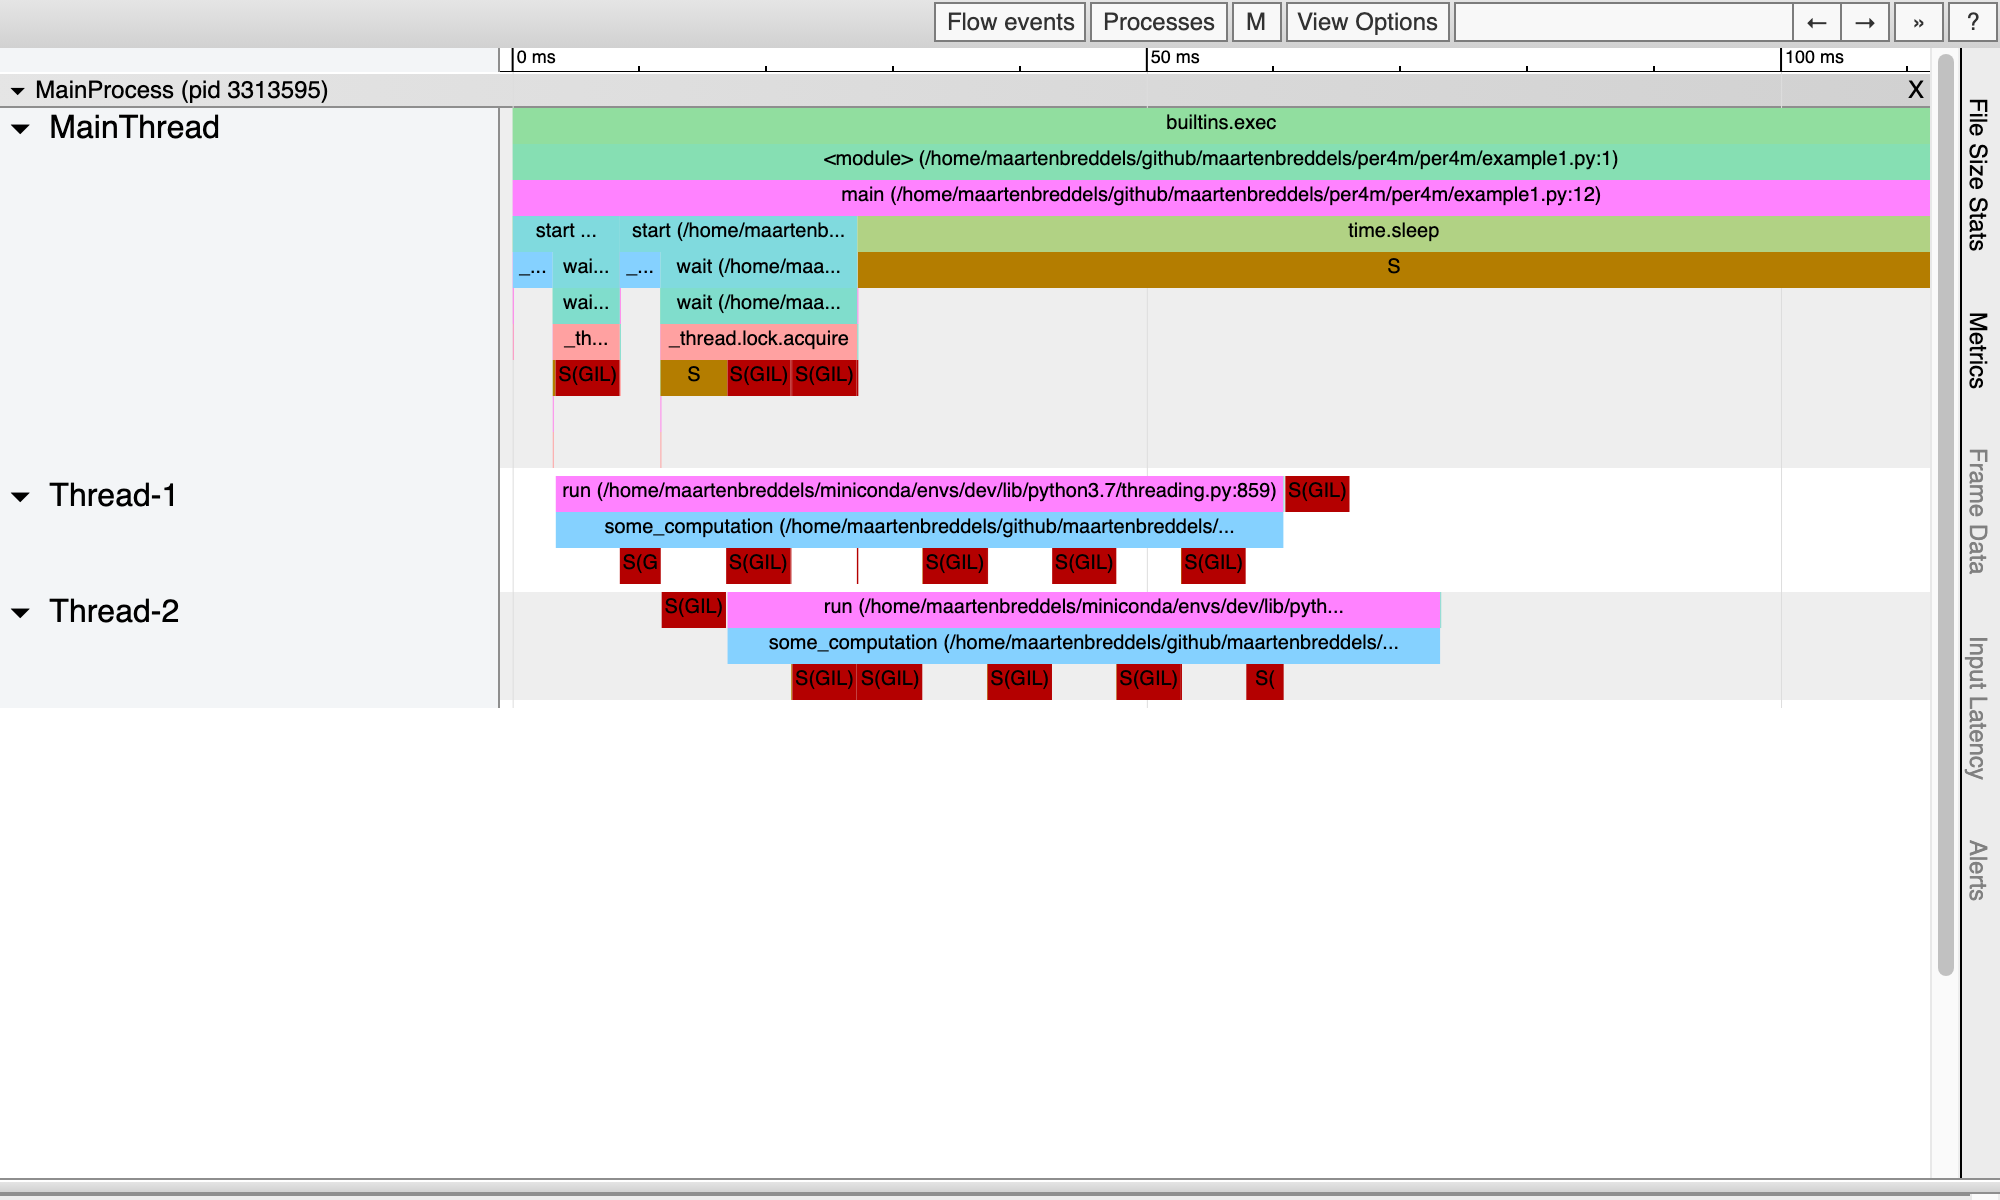 Flow events Processes M View Options ← → » ?
0 ms 50 ms 100 ms
MainProcess (pid 3313595) X
MainThread
builtins.exec
<module> (/home/maartenbreddels/github/maartenbreddels/per4m/per4m/example1.py:1)
main (/home/maartenbreddels/github/maartenbreddels/per4m/per4m/example1.py:12)
start ... start (/home/maartenb... time.sleep
_... wai... _... wait (/home/maa... S
wai... wait (/home/maa...
_th... _thread.lock.acquire
S(GIL) S S(GIL) S(GIL)
Thread-1
run (/home/maartenbreddels/miniconda/envs/dev/lib/python3.7/threading.py:859) S(GIL)
some_computation (/home/maartenbreddels/github/maartenbreddels/...
S(G S(GIL) S(GIL) S(GIL) S(GIL)
Thread-2
S(GIL) run (/home/maartenbreddels/miniconda/envs/dev/lib/pyth...
some_computation (/home/maartenbreddels/github/maartenbreddels/...
S(GIL) S(GIL) S(GIL) S(GIL) S(
File Size Stats
Metrics
Frame Data
Input Latency
Alerts